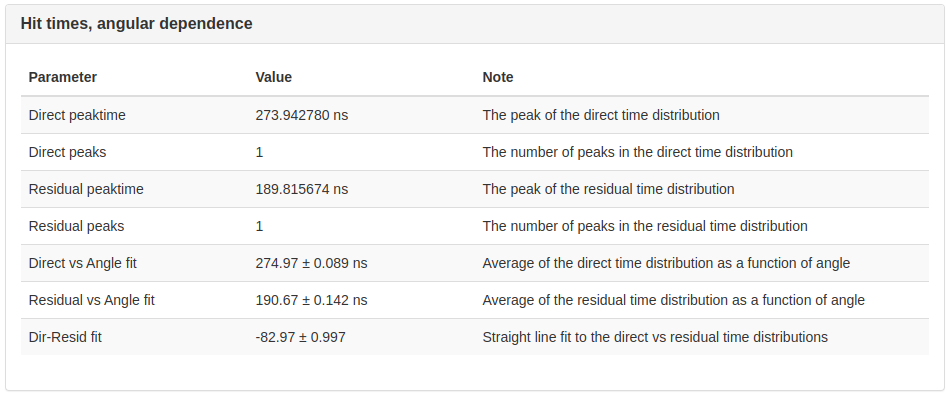 Hit times, angular dependence
Parameter Value Note
Direct peaktime 273.942780 ns The peak of the direct time distribution
Direct peaks 1 The number of peaks in the direct time distribution
Residual peaktime 189.815674 ns The peak of the residual time distribution
Residual peaks 1 The number of peaks in the residual time distribution
Direct vs Angle fit 274.97 ± 0.089 ns Average of the direct time distribution as a function of angle
Residual vs Angle fit 190.67 ± 0.142 ns Average of the residual time distribution as a function of angle
Dir-Resid fit -82.97 ± 0.997 Straight line fit to the direct vs residual time distributions